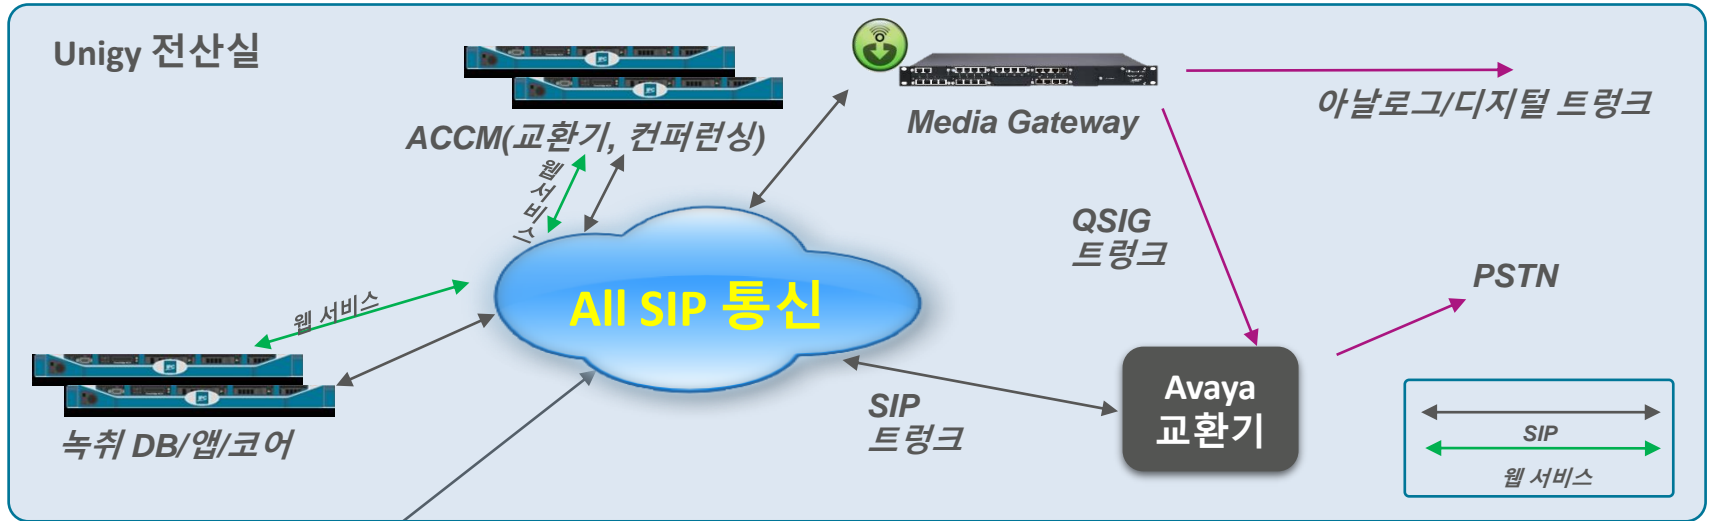 Unigy 전산실
ACCM(교환기, 컨퍼런싱)
Media Gateway
아날로그/디지털 트렁크
웹 서비스
QSIG
트렁크
PSTN
All SIP 통신
웹 서비스
SIP
트렁크
Avaya
교환기
녹취 DB/앱/코어
SIP
웹 서비스